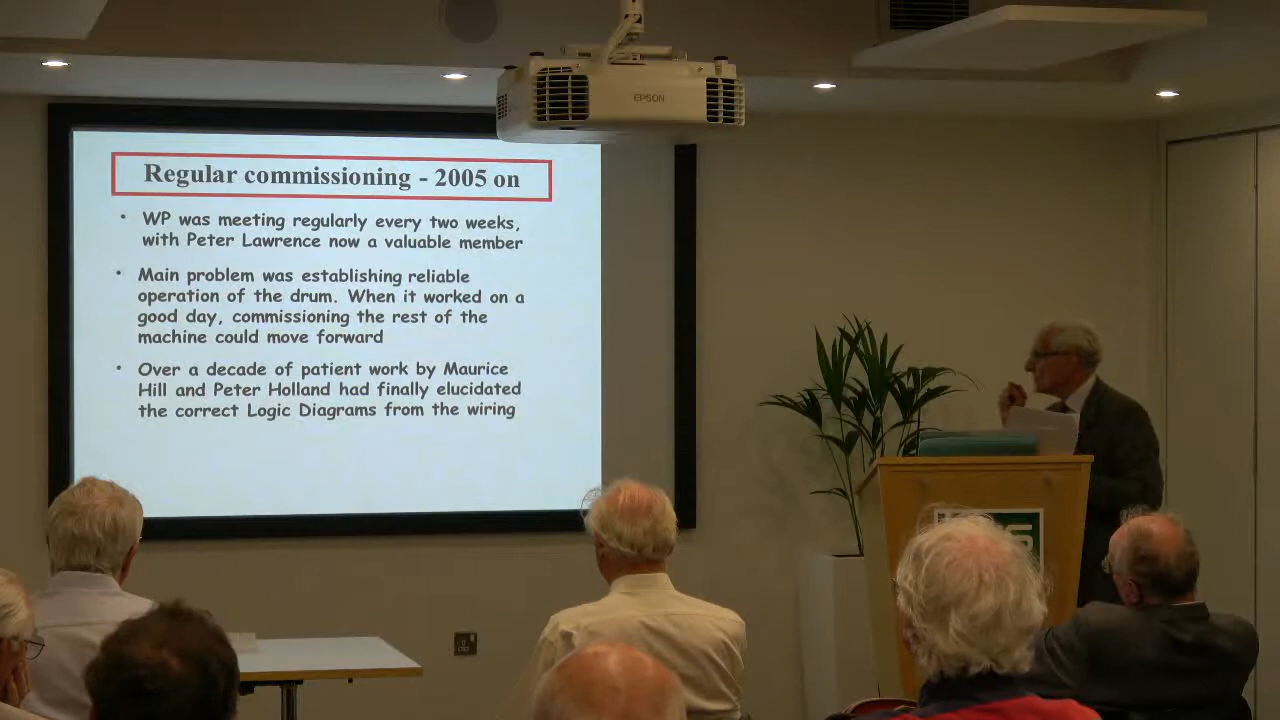 EPSON
Regular commissioning - 2005 on
• WP was meeting regularly every two weeks,
with Peter Lawrence now a valuable member
• Main problem was establishing reliable
operation of the drum. When it worked on a
good day, commissioning the rest of the
machine could move forward
• Over a decade of patient work by Maurice
Hill and Peter Holland had finally elucidated
the correct Logic Diagrams from the wiring